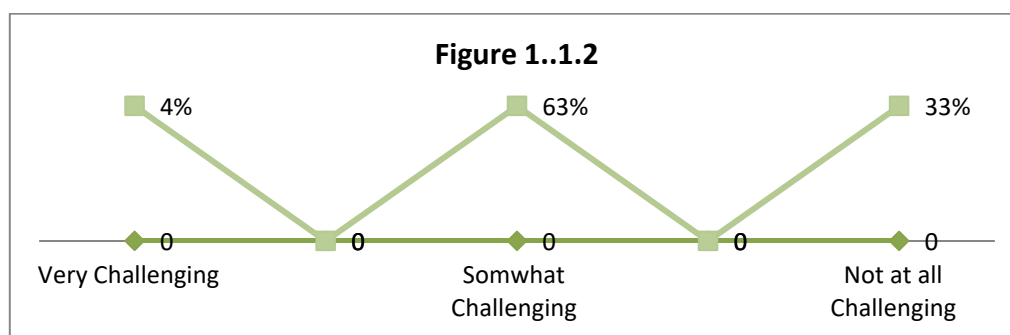 Figure 1..1.2
4%
63%
33%
0
0
0
0
0
Very Challenging
Somwhat
Challenging
Not at all
Challenging